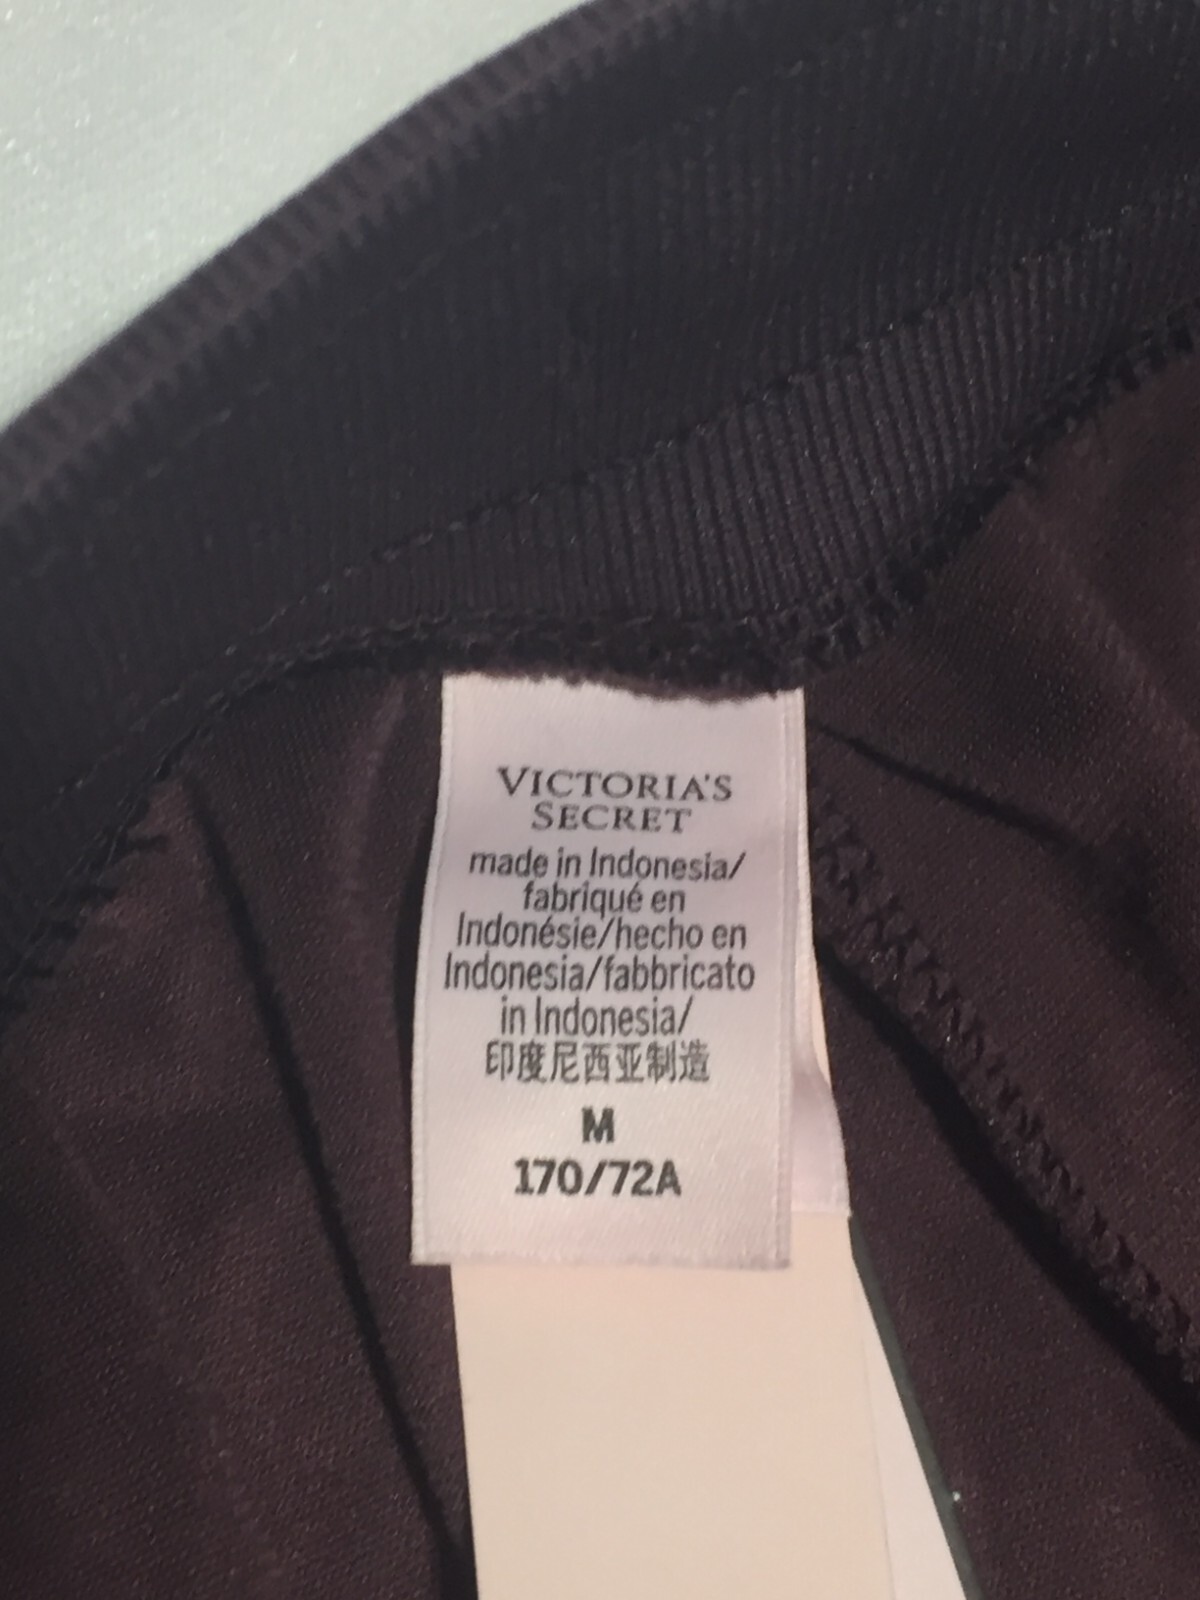 VICTORIA'S
SECRET
made in Indonesia/
fabriqué en
Indonésie/hecho en
Indonesia/fabbricato
in Indonesia/
印度尼西亚制造
M
170/72A